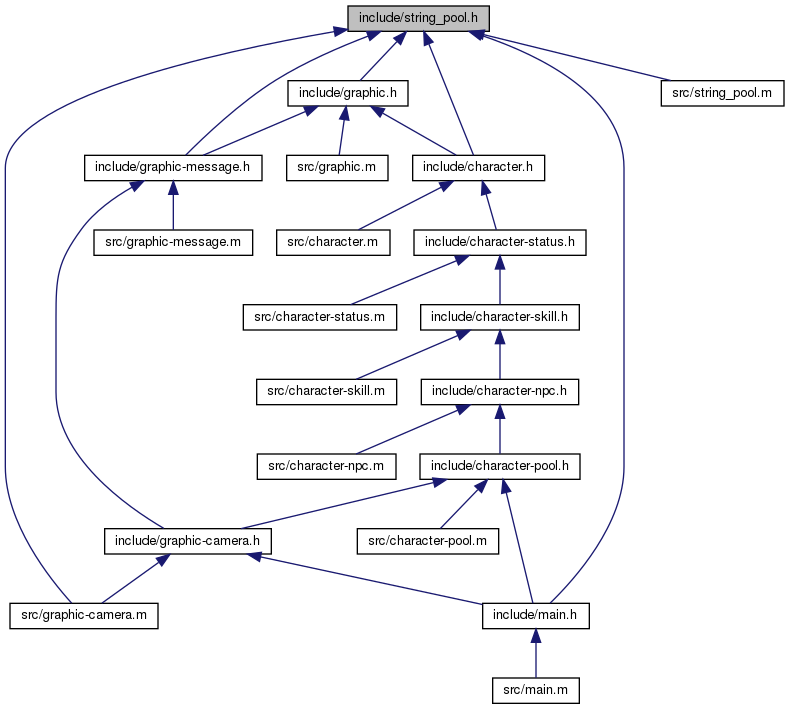 include/string_pool.h
include/graphic.h
src/string_pool.m
include/graphic-message.h
src/graphic.m
include/character.h
src/graphic-message.m
src/character.m
include/character-status.h
src/character-status.m
include/character-skill.h
src/character-skill.m
include/character-npc.h
src/character-npc.m
include/character-pool.h
include/graphic-camera.h
src/character-pool.m
src/graphic-camera.m
include/main.h
src/main.m